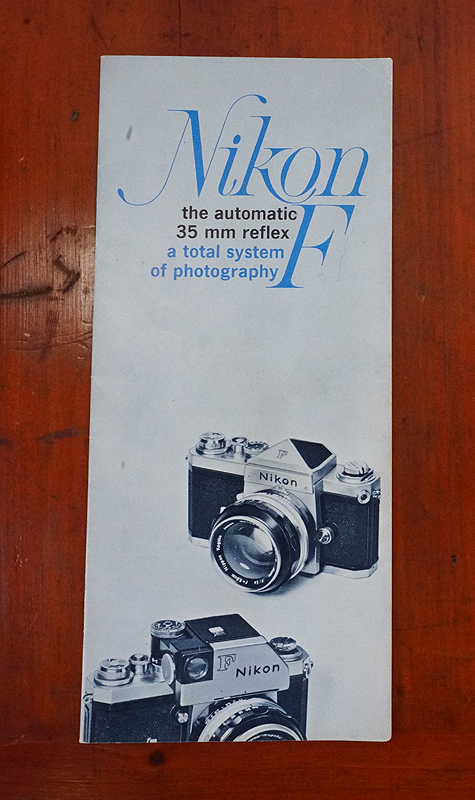 Nikon
the automatic
35 mm reflex
a total system
of photography
F
F
Nikon
F
Nikon